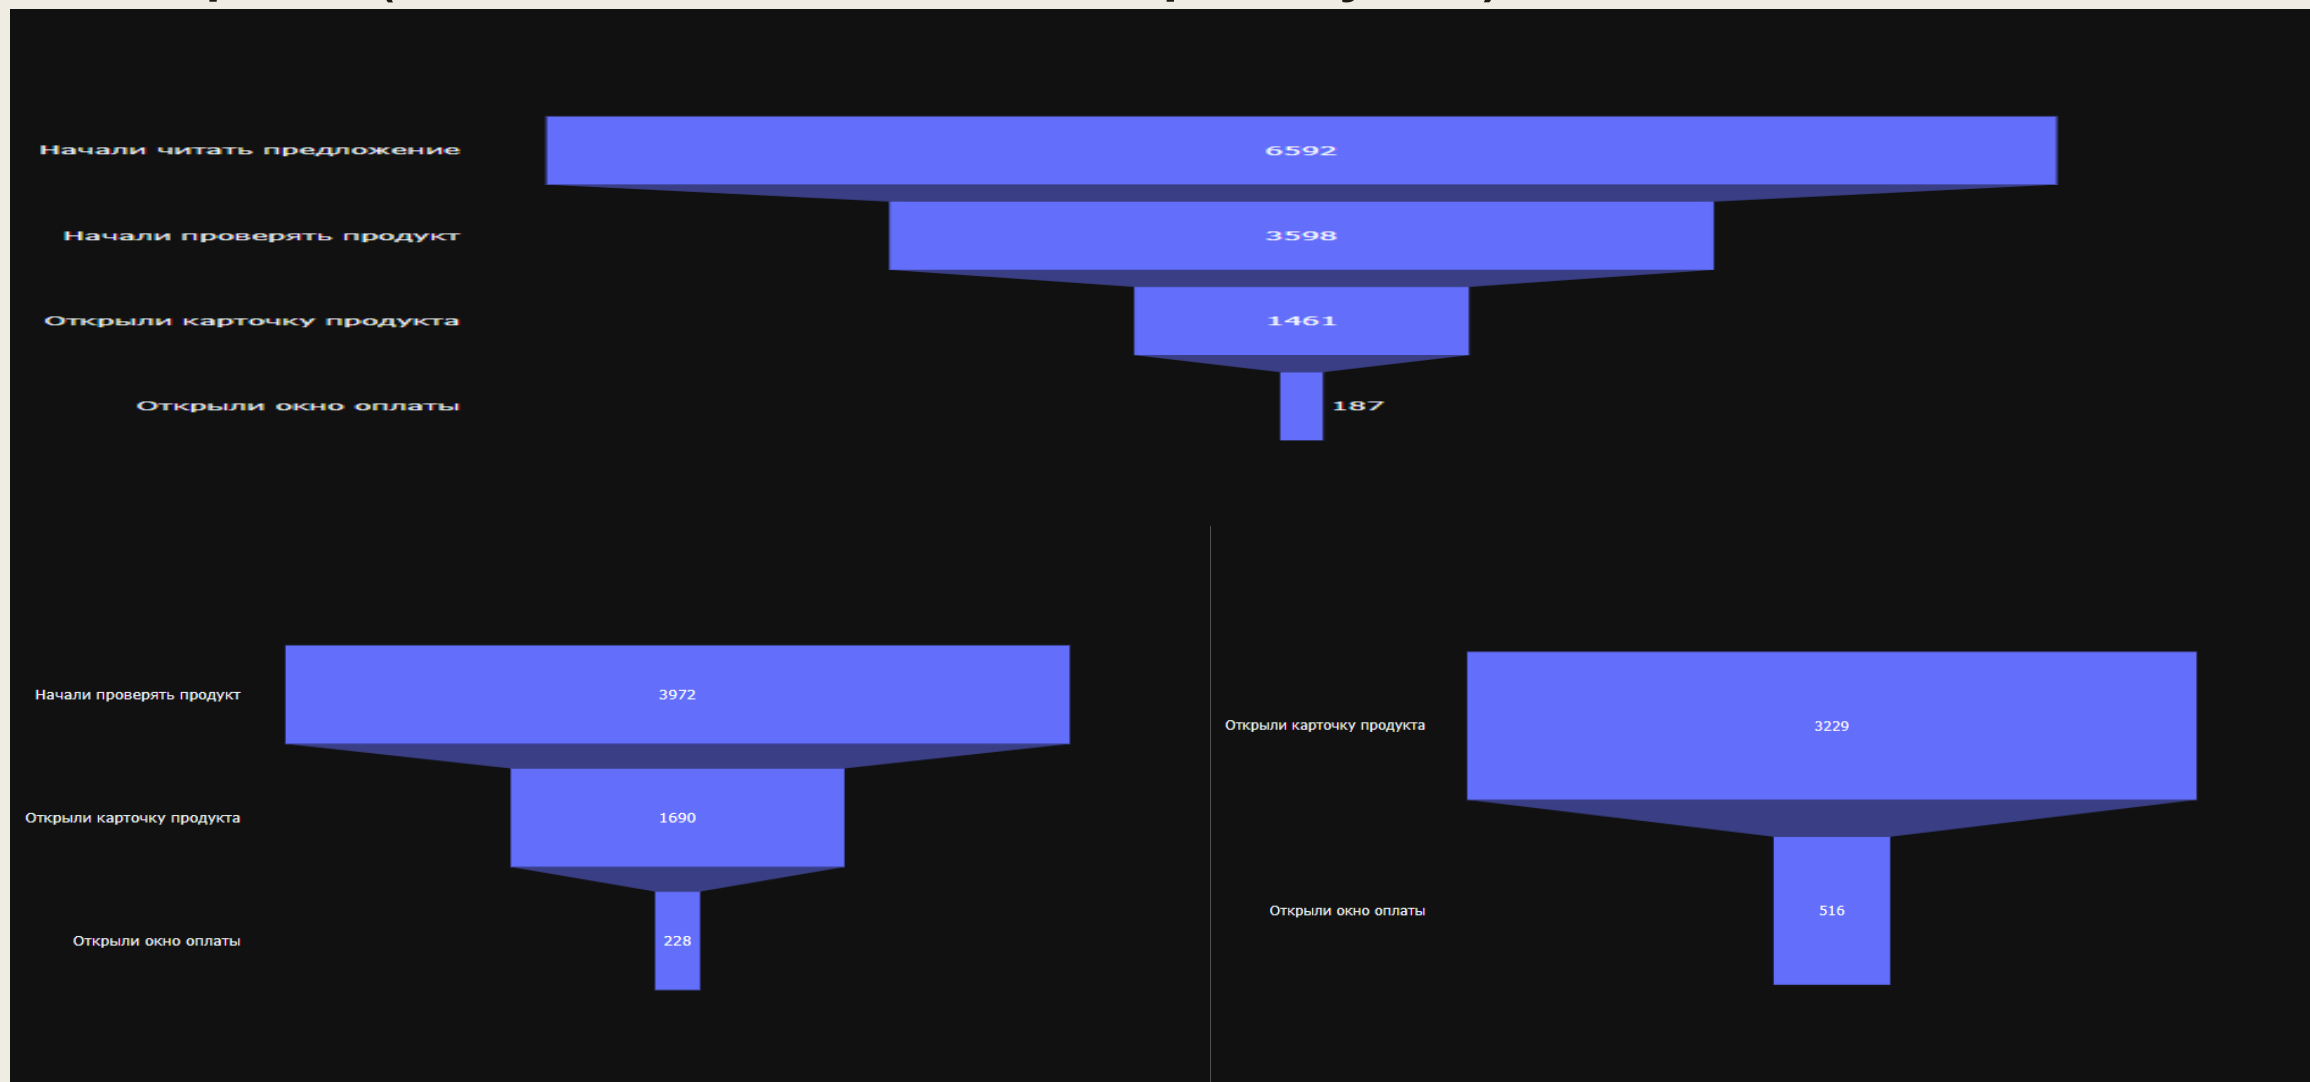 Начали читать предложение
6592
Начали проверять продукт
3598
Открыли карточку продукта
1461
Открыли окно оплаты
187
Начали проверять продукт
3972
Открыли карточку продукта
1690
Открыли окно оплаты
228
Открыли карточку продукта
3229
Открыли окно оплаты
516